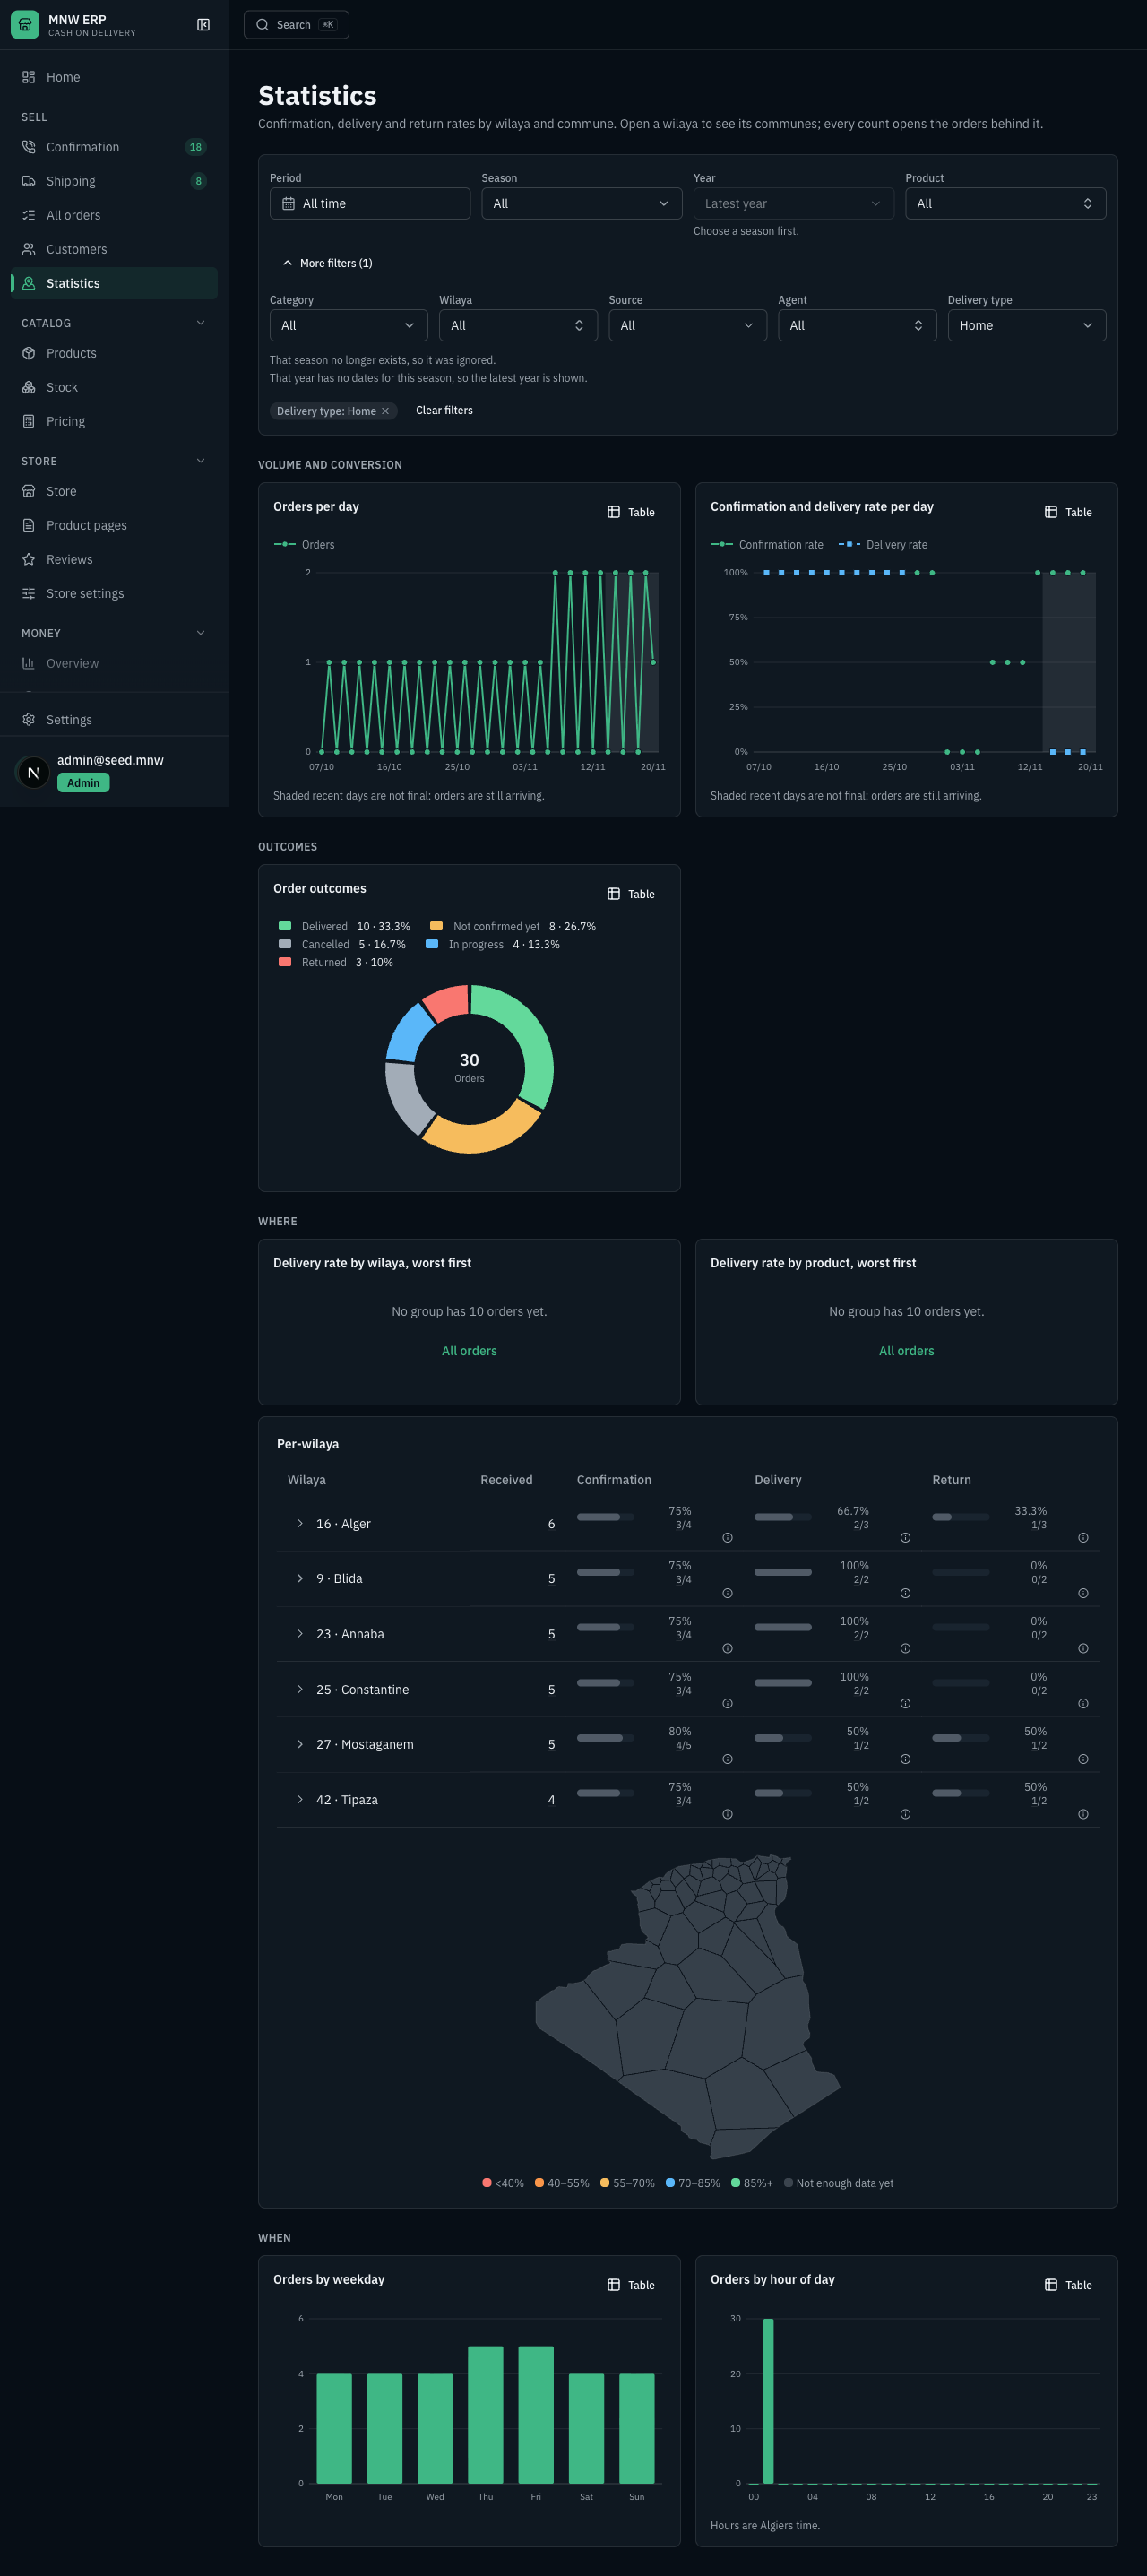 MNW ERP
CASH ON DELIVERY
Search ⌘K
Home
SELL
Confirmation 18
Shipping 8
All orders
Customers
Statistics
CATALOG
Products
Stock
Pricing
STORE
Store
Product pages
Reviews
Store settings
MONEY
Overview
Settings
N
admin@seed.mnw
Admin
Statistics
Confirmation, delivery and return rates by wilaya and commune. Open a wilaya to see its communes; every count opens the orders behind it.
Period Season Year Product
All time All Latest year All
Choose a season first.
More filters (1)
Category Wilaya Source Agent Delivery type
All All All All Home
That season no longer exists, so it was ignored.
That year has no dates for this season, so the latest year is shown.
Delivery type: Home × Clear filters
VOLUME AND CONVERSION
Orders per day Table
Orders
2
1
0
07/10 16/10 25/10 03/11 12/11 20/11
Shaded recent days are not final: orders are still arriving.
Confirmation and delivery rate per day Table
Confirmation rate Delivery rate
100%
75%
50%
25%
0%
07/10 16/10 25/10 03/11 12/11 20/11
Shaded recent days are not final: orders are still arriving.
OUTCOMES
Order outcomes Table
Delivered 10 · 33.3% Not confirmed yet 8 · 26.7%
Cancelled 5 · 16.7% In progress 4 · 13.3%
Returned 3 · 10%
30
Orders
WHERE
Delivery rate by wilaya, worst first
No group has 10 orders yet.
All orders
Delivery rate by product, worst first
No group has 10 orders yet.
All orders
Per-wilaya
Wilaya Received Confirmation Delivery Return
16 · Alger 6 75% 3/4 66.7% 2/3 33.3% 1/3
9 · Blida 5 75% 3/4 100% 2/2 0% 0/2
23 · Annaba 5 75% 3/4 100% 2/2 0% 0/2
25 · Constantine 5 75% 3/4 100% 2/2 0% 0/2
27 · Mostaganem 5 80% 4/5 50% 1/2 50% 1/2
42 · Tipaza 4 75% 3/4 50% 1/2 50% 1/2
<40% 40–55% 55–70% 70–85% 85%+ Not enough data yet
WHEN
Orders by weekday Table
6
4
2
0
Mon Tue Wed Thu Fri Sat Sun
Orders by hour of day Table
30
20
10
0
00 04 08 12 16 20 23
Hours are Algiers time.